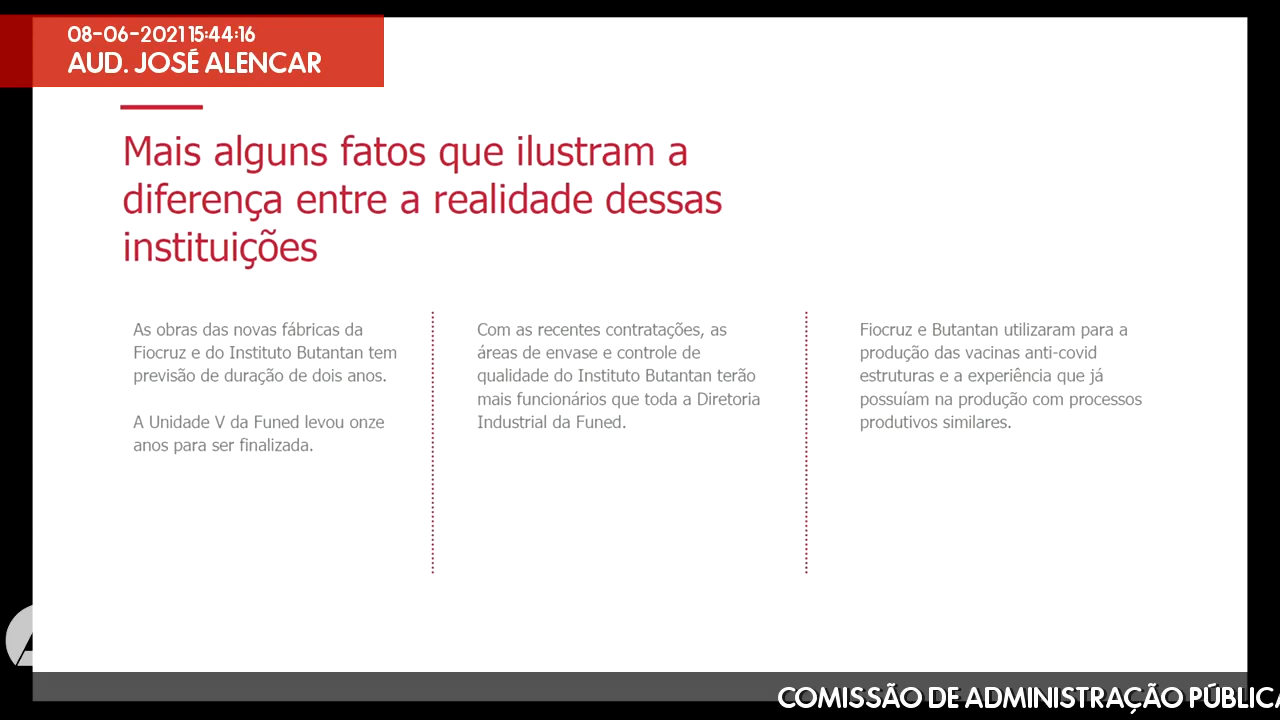 08-06-2021 15:44:16
AUD. JOSÉ ALENCAR
Mais alguns fatos que ilustram a
diferença entre a realidade dessas
instituições
As obras das novas fábricas da
Fiocruz e do Instituto Butantan tem
previsão de duração de dois anos.
A Unidade V da Funed levou onze
anos para ser finalizada.
Com as recentes contratações, as
áreas de envase e controle de
qualidade do Instituto Butantan terão
mais funcionários que toda a Diretoria
Industrial da Funed.
Fiocruz e Butantan utilizaram para a
produção das vacinas anti-covid
estruturas e a experiência que já
possuíam na produção com processos
produtivos similares.
COMISSÃO DE ADMINISTRAÇÃO PÚBLICA